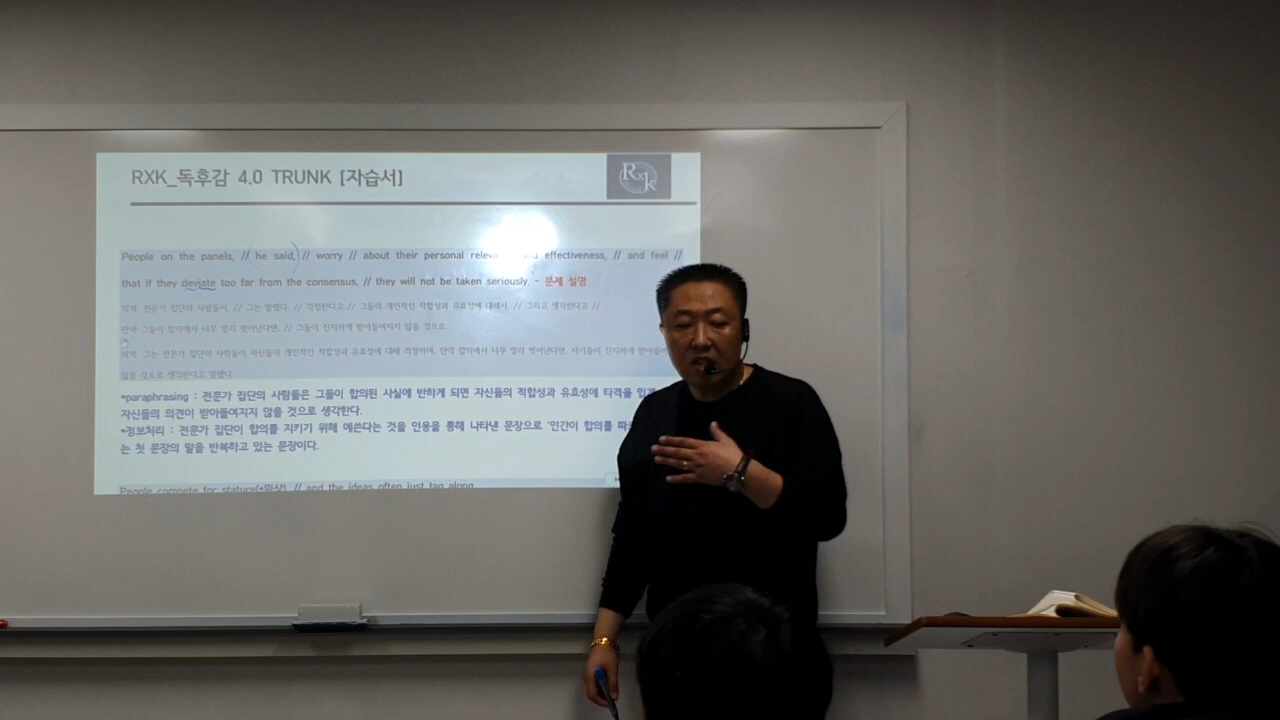 RXK_독후감 4.0 TRUNK [자습서]
R x k
People on the panels, // he said, // worry // about their personal effectiveness, // and feel //
that if they deviate too far from the consensus, // they will not be taken seriously. - 문제 설명
직역: 전문가 집단의 사람들이 // 그는 말했다. // 걱정한다고 // 그들의 개인적인 적합성과 유효성에 대해서. // 그리고 생각한다고 //
만약 그들이 합의에서 너무 멀리 벗어난다면, // 그들이 진지하게 받아들여지지 않을 것으로.
의역: 그는 전문가 집단의 사람들이 자신들의 개인적인 적합성과 유효성에 대해 걱정하며, 만약 합의에서 너무 멀리 벗어난다면, 자기들이 진지하게 받아들여
않을 것으로 생각한다고 말했다.
*paraphrasing : 전문가 집단의 사람들은 그들이 합의된 사실에 반하게 되면 자신들의 적합성과 유효성에 타격을 입게
자신들의 의견이 받아들여지지 않을 것으로 생각한다.
*정보처리 : 전문가 집단이 합의를 지키기 위해 애쓴다는 것을 인용을 통해 나타낸 문장으로 '인간이 합의를
는 첫 문장의 말을 반복하고 있는 문장이다.
People compete for stature(*위상) // and the ideas often just tag along.